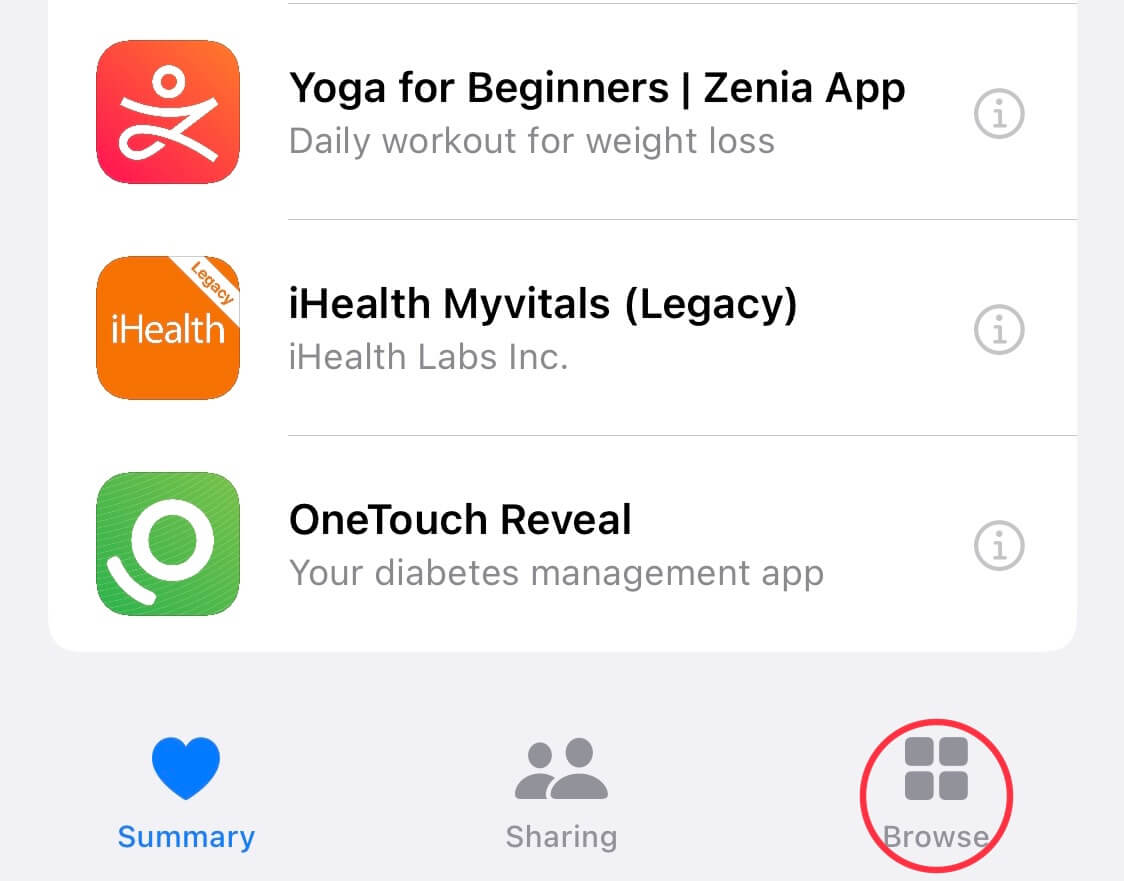 Yoga for Beginners | Zenia App
Daily workout for weight loss
Legacy
iHealth
iHealth Myvitals (Legacy)
iHealth Labs Inc.
OneTouch Reveal
Your diabetes management app
Summary
Sharing
Browse